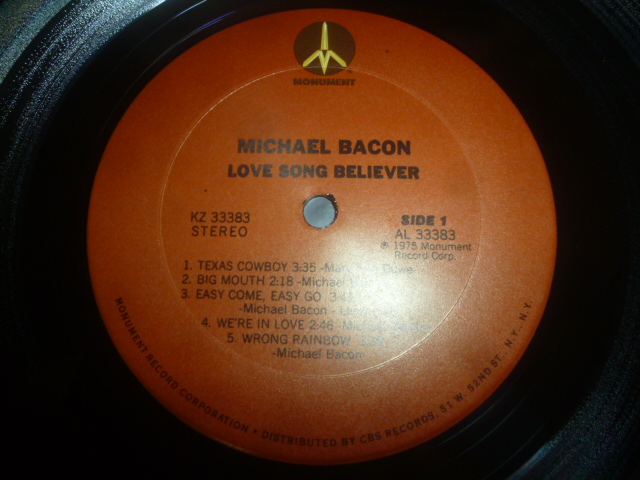 MONUMENT
MICHAEL BACON
LOVE SONG BELIEVER
KZ 33383
STEREO
SIDE 1
AL 33383
℗ 1975 Monument
Record Corp.
1. TEXAS COWBOY 3:35 -
2. BIG MOUTH 2:18 - Michael
3. EASY COME, EASY GO
-Michael Bacon -
4. WE'RE IN LOVE 2:46 -
5. WRONG RAINBOW
-Michael Bacon
MONUMENT RECORD CORPORATION • DISTRIBUTED BY CBS RECORDS, 51 W. 52ND ST. N.Y., N.Y.